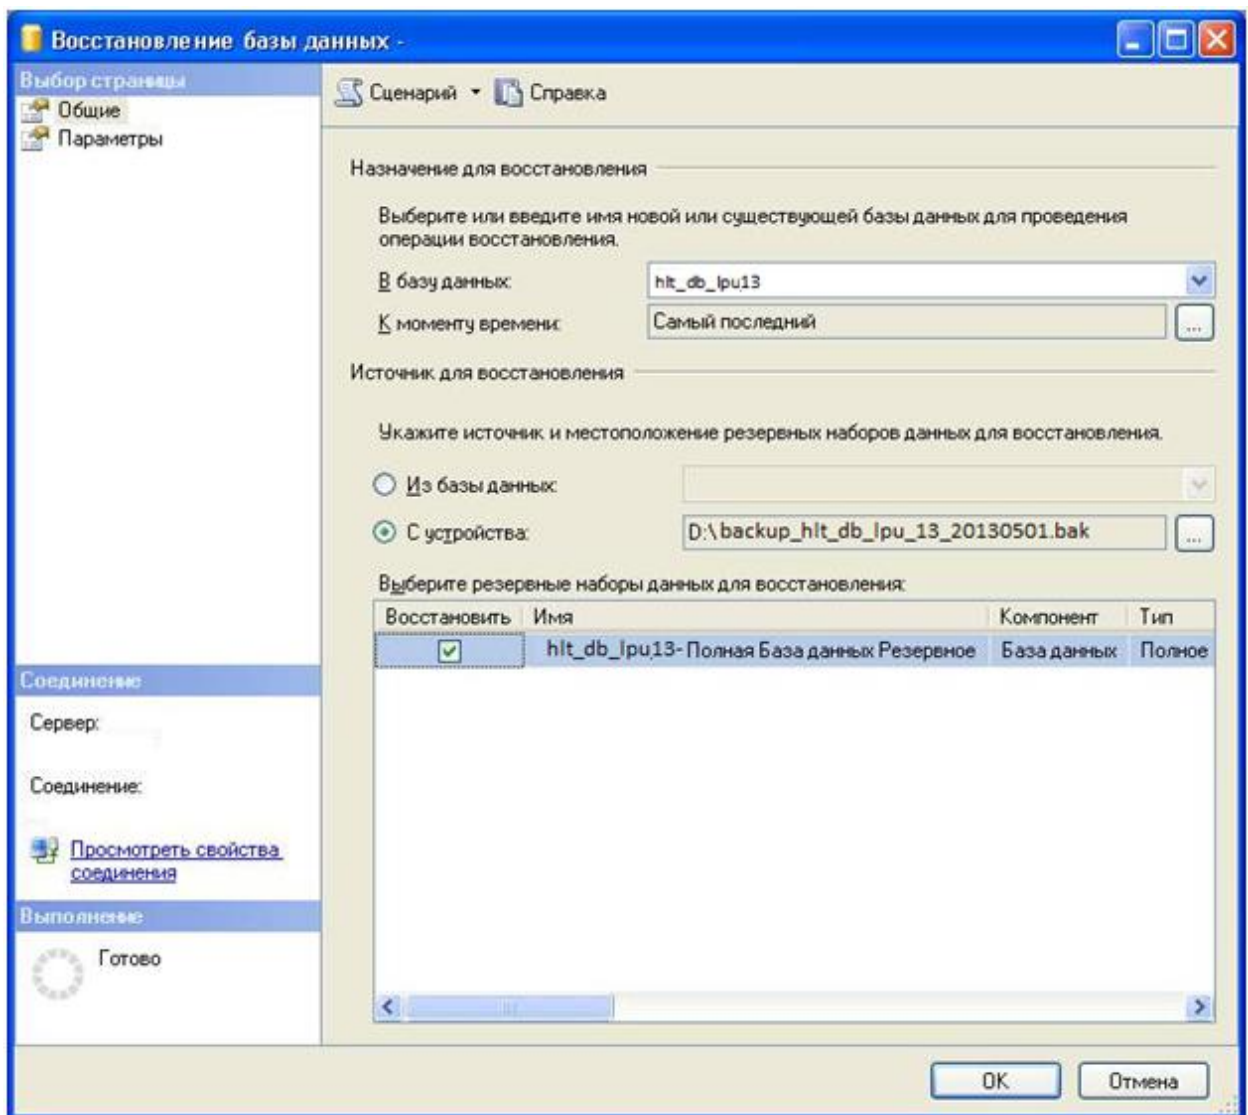 Восстановление базы данных -
Выбор страницы
Общие
Параметры
Сценарий
Справка
Назначение для восстановления
Выберите или введите имя новой или существующей базы данных для проведения
операции восстановления.
В базу данных:
hlt_db_lpu13
К моменту времени:
Самый последний
...
Источник для восстановления
Укажите источник и местоположение резервных наборов данных для восстановления.
Из базы данных:
С устройства:
D:\backup_hlt_db_lpu_13_20130501.bak
...
Выберите резервные наборы данных для восстановления:
Восстановить Имя Компонент Тип
hlt_db_lpu13- Полная База данных Резервное База данных Полное
Соединение
Сервер:
Соединение:
Просмотреть свойства
соединения
Выполнение
Готово
OK
Отмена